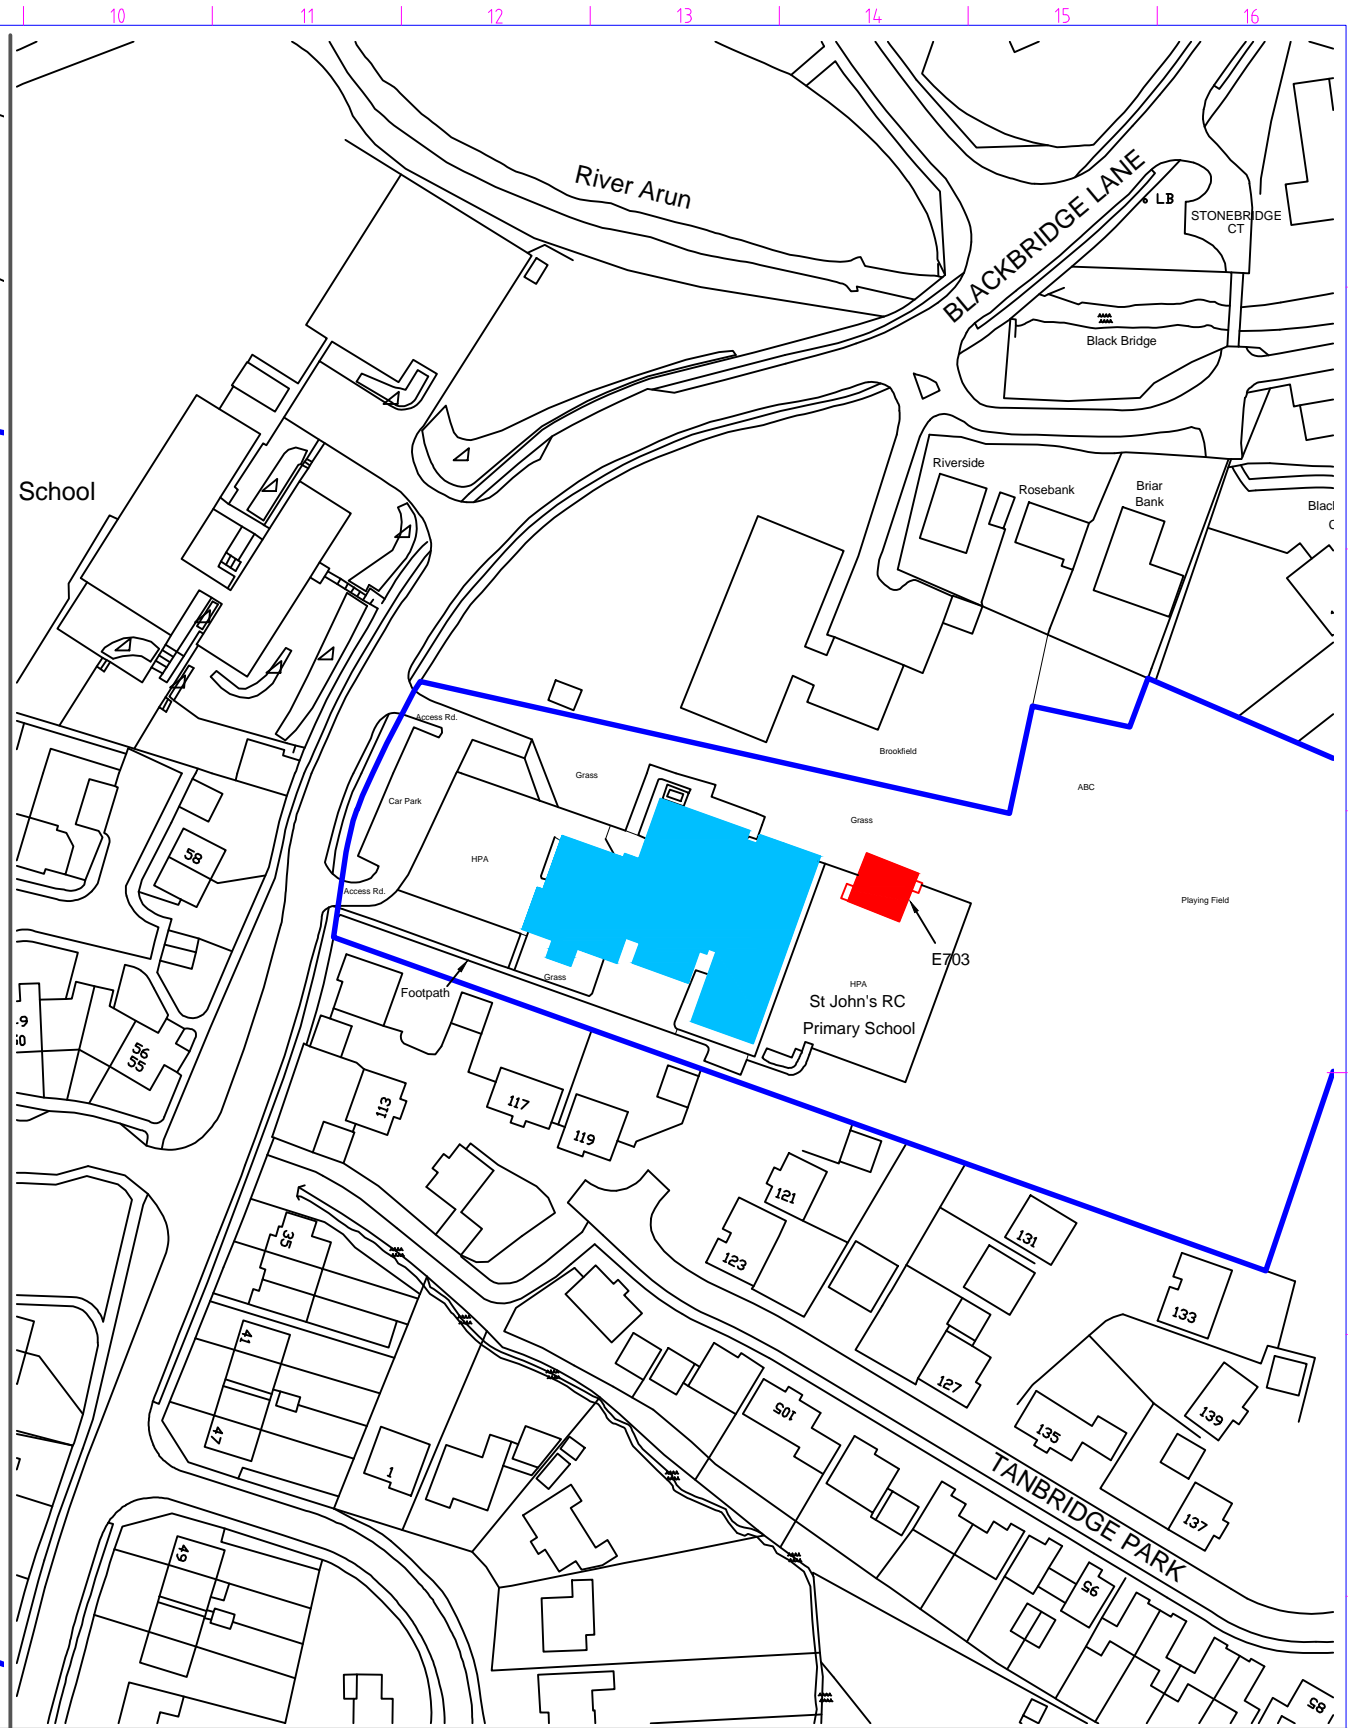 10 11 12 13 14 15 16
River Arun
BLACKBRIDGE LANE
LB
STONEBRIDGE
CT
Black Bridge
School
Riverside
Rosebank
Briar
Bank
Access Rd.
Brookfield
Grass
ABC
Car Park
Grass
HPA
58
Access Rd.
Playing Field
E703
Grass
HPA
Footpath
St John's RC
Primary School
56
55
113
117
119
121
123
131
35
133
41
127
139
105
135
47
1
TANBRIDGE PARK
137
49
95
85